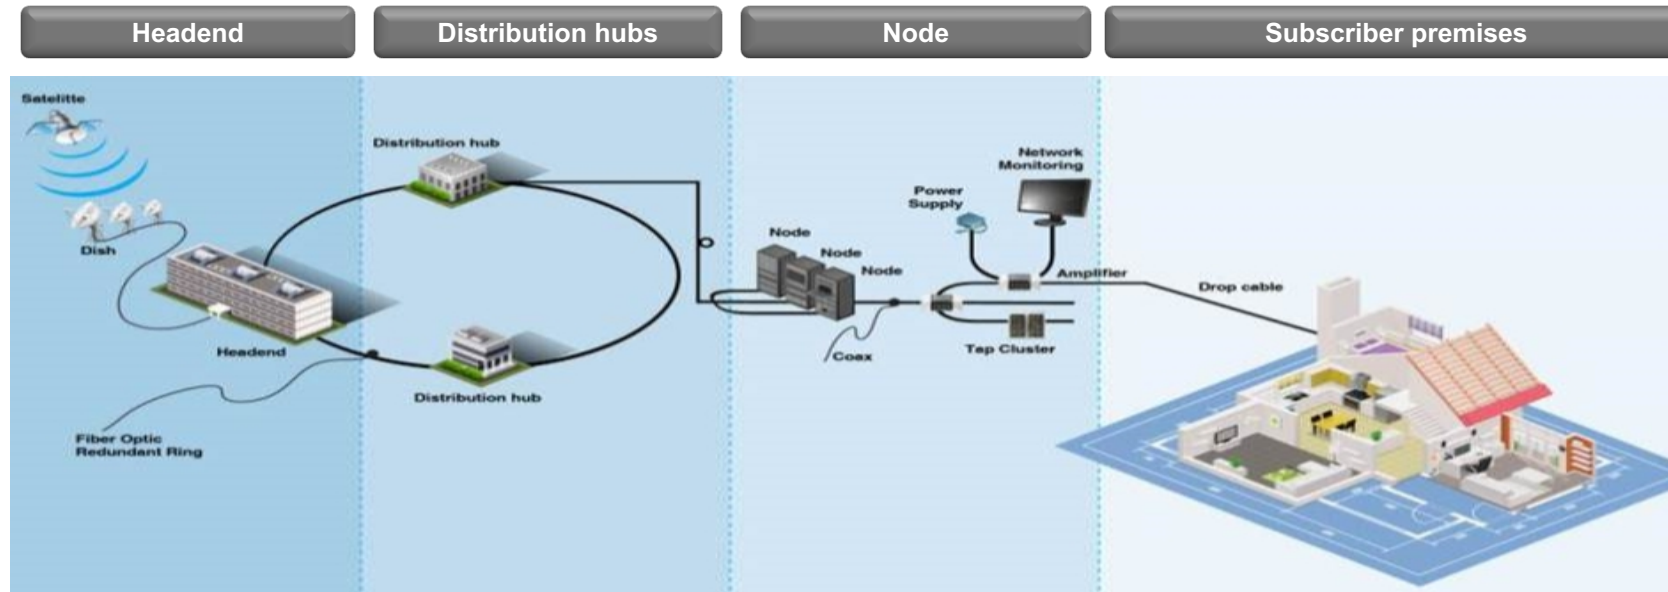 Headend
Distribution hubs
Node
Subscriber premises
Satelitte
Dish
Headend
Fiber Optic
Redundant Ring
Distribution hub
Distribution hub
Node
Node
Node
Coax
Power
Supply
Network
Monitoring
Amplifier
Tap Cluster
Drop cable